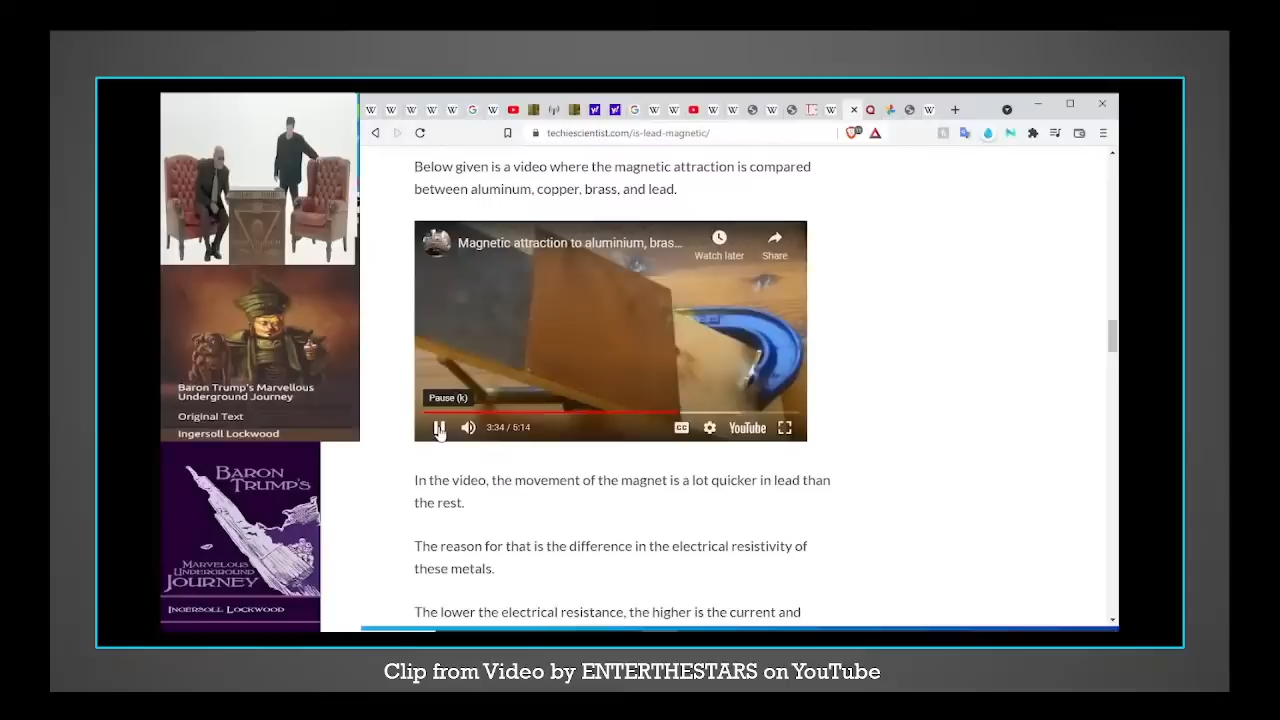 techiescientist.com/is-lead-magnetic/
Below given is a video where the magnetic attraction is compared
between aluminum, copper, brass, and lead.
Magnetic attraction to aluminium, bras...
Watch later
Share
Pause (k)
3:34 / 5:14
CC
YouTube
In the video, the movement of the magnet is a lot quicker in lead than
the rest.
The reason for that is the difference in the electrical resistivity of
these metals.
The lower the electrical resistance, the higher is the current and
Baron Trump's Marvellous
Underground Journey
Original Text
Ingersoll Lockwood
BARON
TRUMP'S
MARVELOUS
UNDERGROUND
JOURNEY
INGERSOLL LOCKWOOD
Clip from Video by ENTERTHESTARS on YouTube